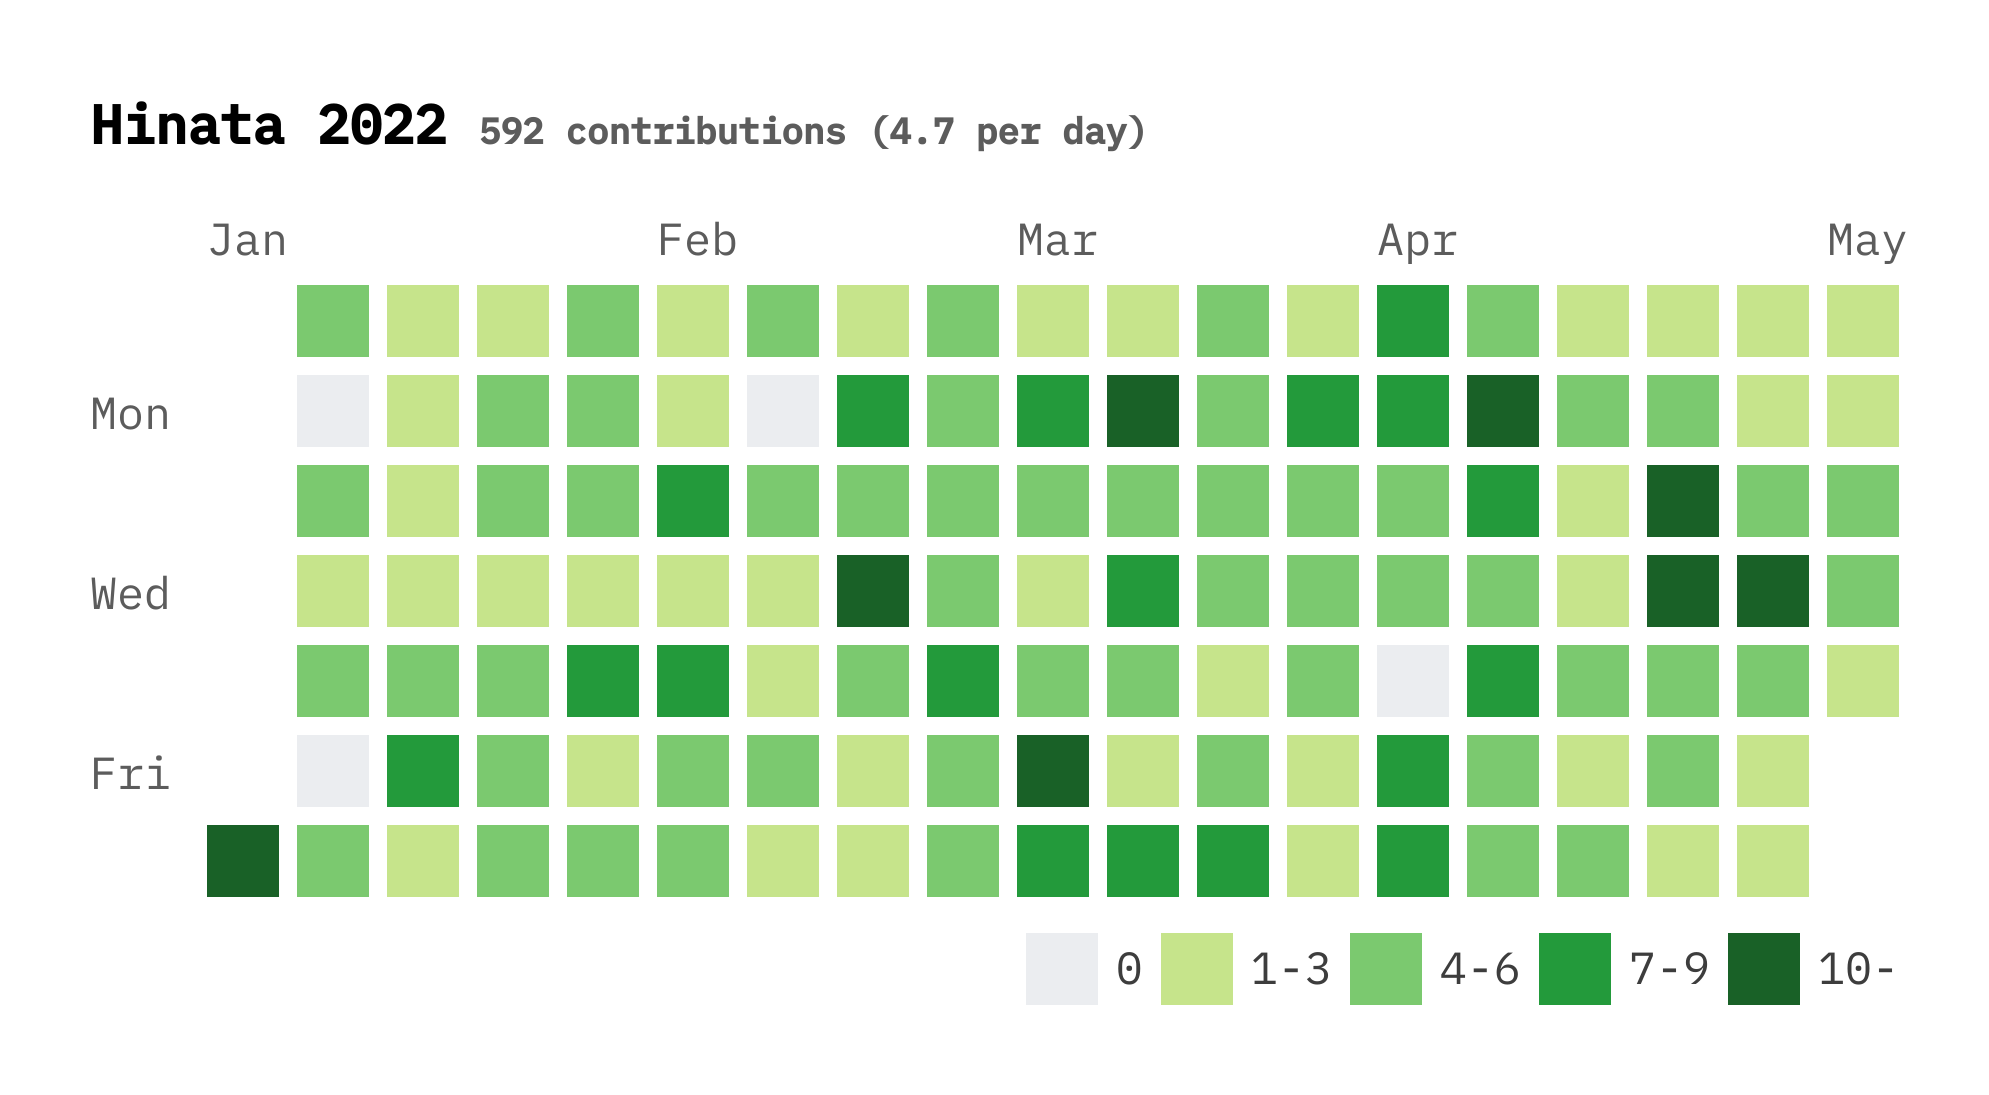 Hinata 2022 592 contributions (4.7 per day)
Jan Feb Mar Apr May
Mon
Wed
Fri
0 1-3 4-6 7-9 10-